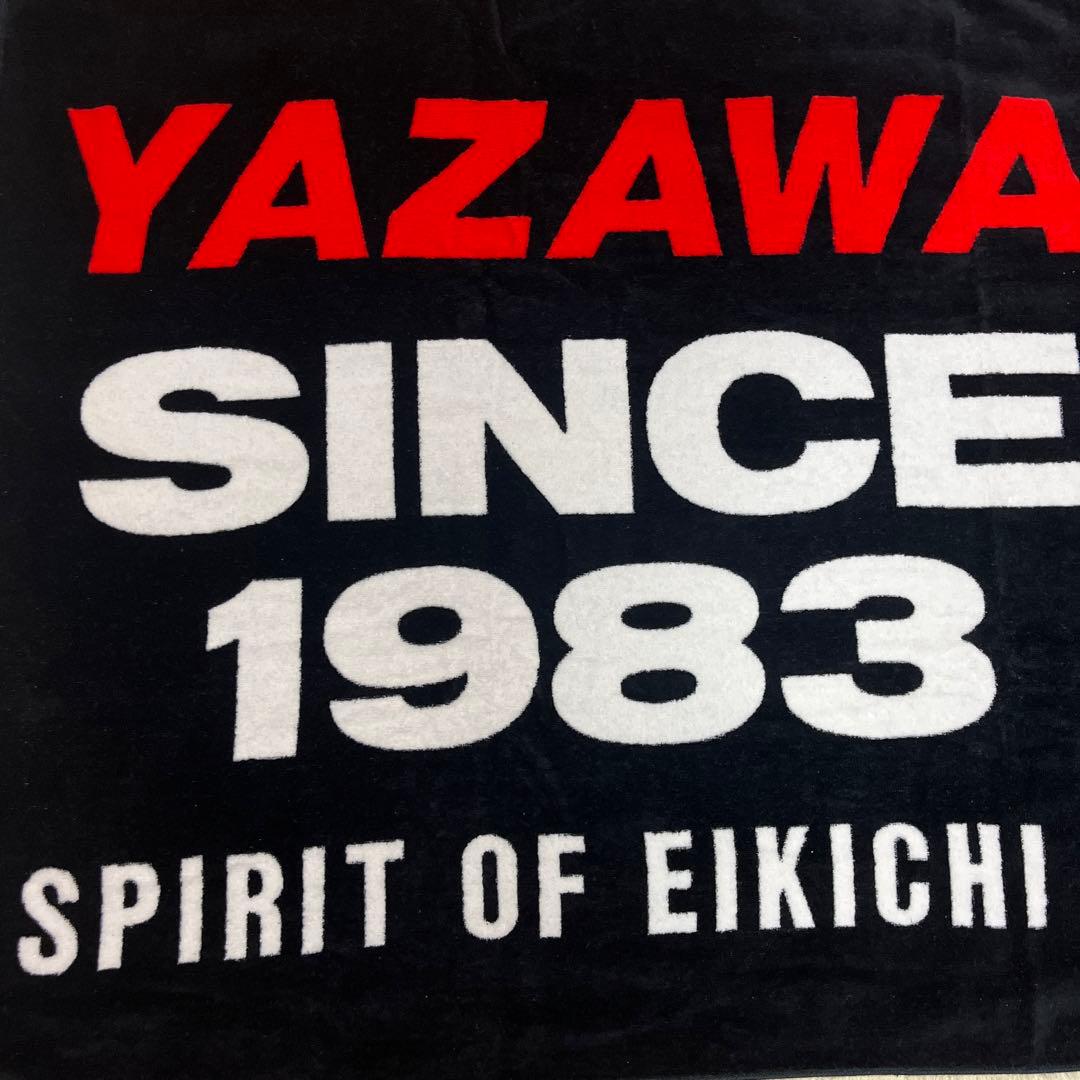 YAZAWA
SINCE
1983
SPIRIT OF EIKICHI